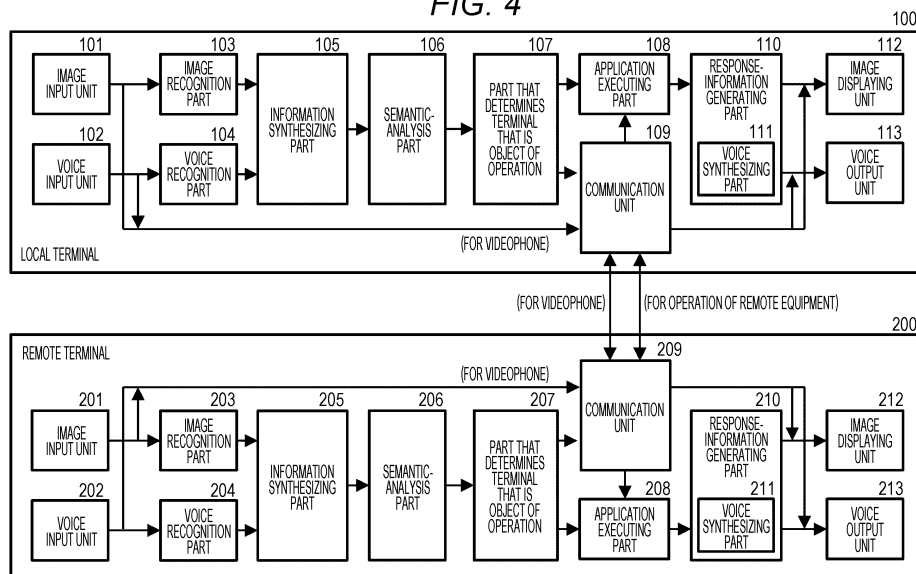 FIG. 4
100
101
103
105
106
107
108
110
112
IMAGE
INPUT UNIT
IMAGE
RECOGNITION
PART
INFORMATION
SYNTHESIZING
PART
SEMANTIC-
ANALYSIS
PART
PART THAT
DETERMINES
TERMINAL
THAT IS
OBJECT OF
OPERATION
APPLICATION
EXECUTING
PART
RESPONSE-
INFORMATION
GENERATING
PART
IMAGE
DISPLAYING
UNIT
102
104
109
111
113
VOICE
INPUT UNIT
VOICE
RECOGNITION
PART
COMMUNICATION
UNIT
VOICE
SYNTHESIZING
PART
VOICE
OUTPUT
UNIT
(FOR VIDEOPHONE)
LOCAL TERMINAL
(FOR VIDEOPHONE)
(FOR OPERATION OF REMOTE EQUIPMENT)
200
REMOTE TERMINAL
209
(FOR VIDEOPHONE)
COMMUNICATION
UNIT
201
203
205
206
207
210
212
IMAGE
INPUT UNIT
IMAGE
RECOGNITION
PART
INFORMATION
SYNTHESIZING
PART
SEMANTIC-
ANALYSIS
PART
PART THAT
DETERMINES
TERMINAL
THAT IS
OBJECT OF
OPERATION
RESPONSE-
INFORMATION
GENERATING
PART
IMAGE
DISPLAYING
UNIT
202
204
208
211
213
VOICE
INPUT UNIT
VOICE
RECOGNITION
PART
APPLICATION
EXECUTING
PART
VOICE
SYNTHESIZING
PART
VOICE
OUTPUT
UNIT